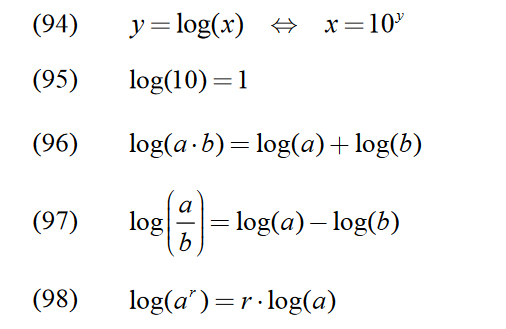 (94) y = log(x) ⇔ x = 10^y
(95) log(10) = 1
(96) log(a · b) = log(a) + log(b)
(97) log(a/b) = log(a) − log(b)
(98) log(a^r) = r · log(a)